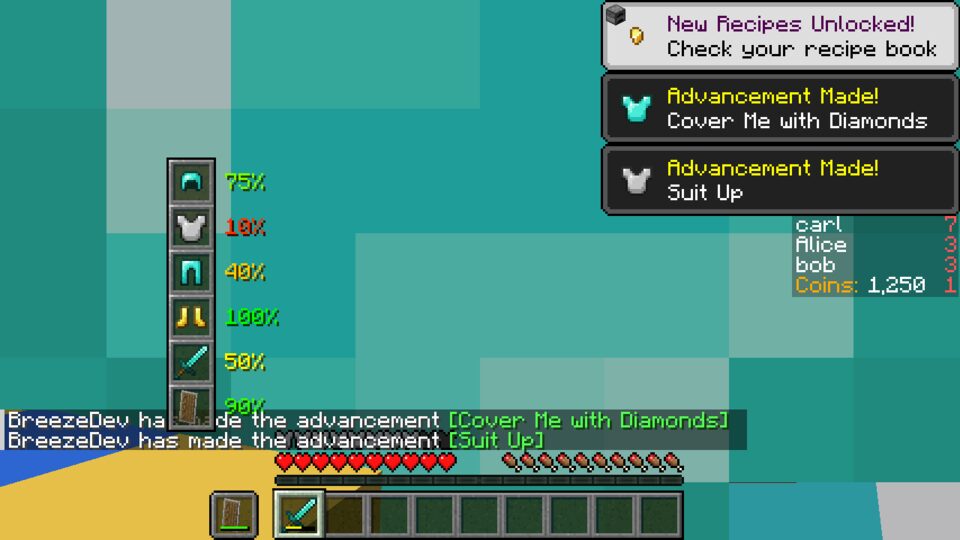 New Recipes Unlocked!
Check your recipe book
Advancement Made!
Cover Me with Diamonds
Advancement Made!
Suit Up
75%
10%
40%
100%
50%
90%
carl 7
Alice 3
bob 3
Coins: 1,250 1
BreezeDev has made the advancement [Cover Me with Diamonds]
BreezeDev has made the advancement [Suit Up]